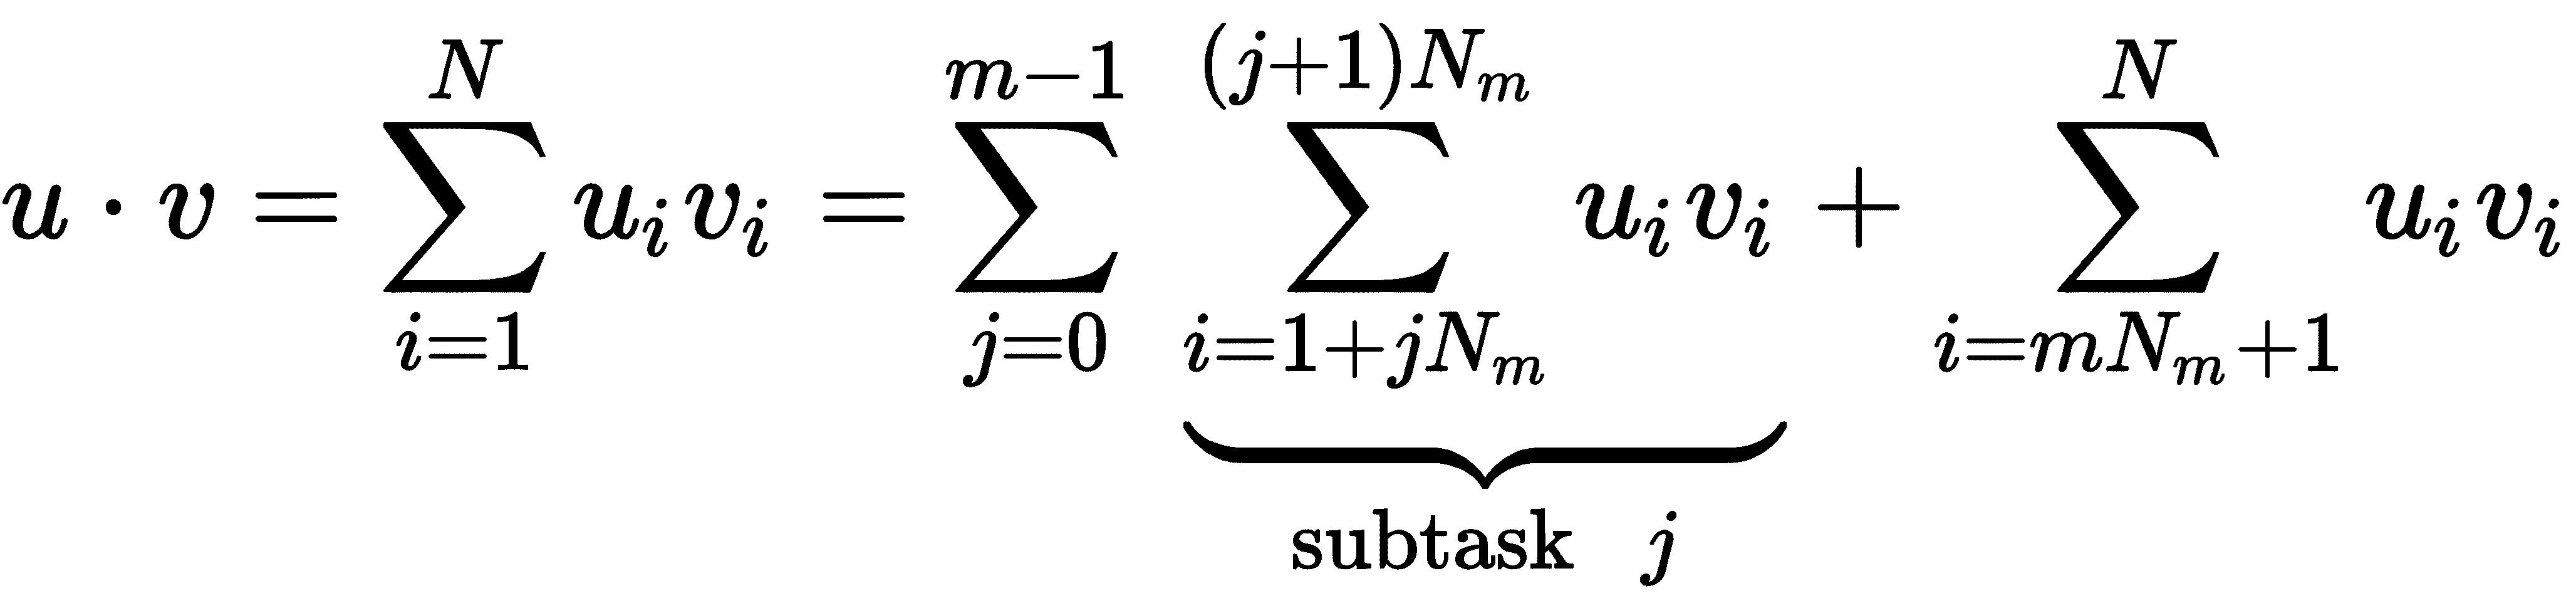 $u \cdot v = \sum_{i=1}^{N} u_i v_i = \sum_{j=0}^{m-1} \underbrace{\sum_{i=1+jN_m}^{(j+1)N_m} u_i v_i}_{\text{subtask } j} + \sum_{i=mN_m+1}^{N} u_i v_i$